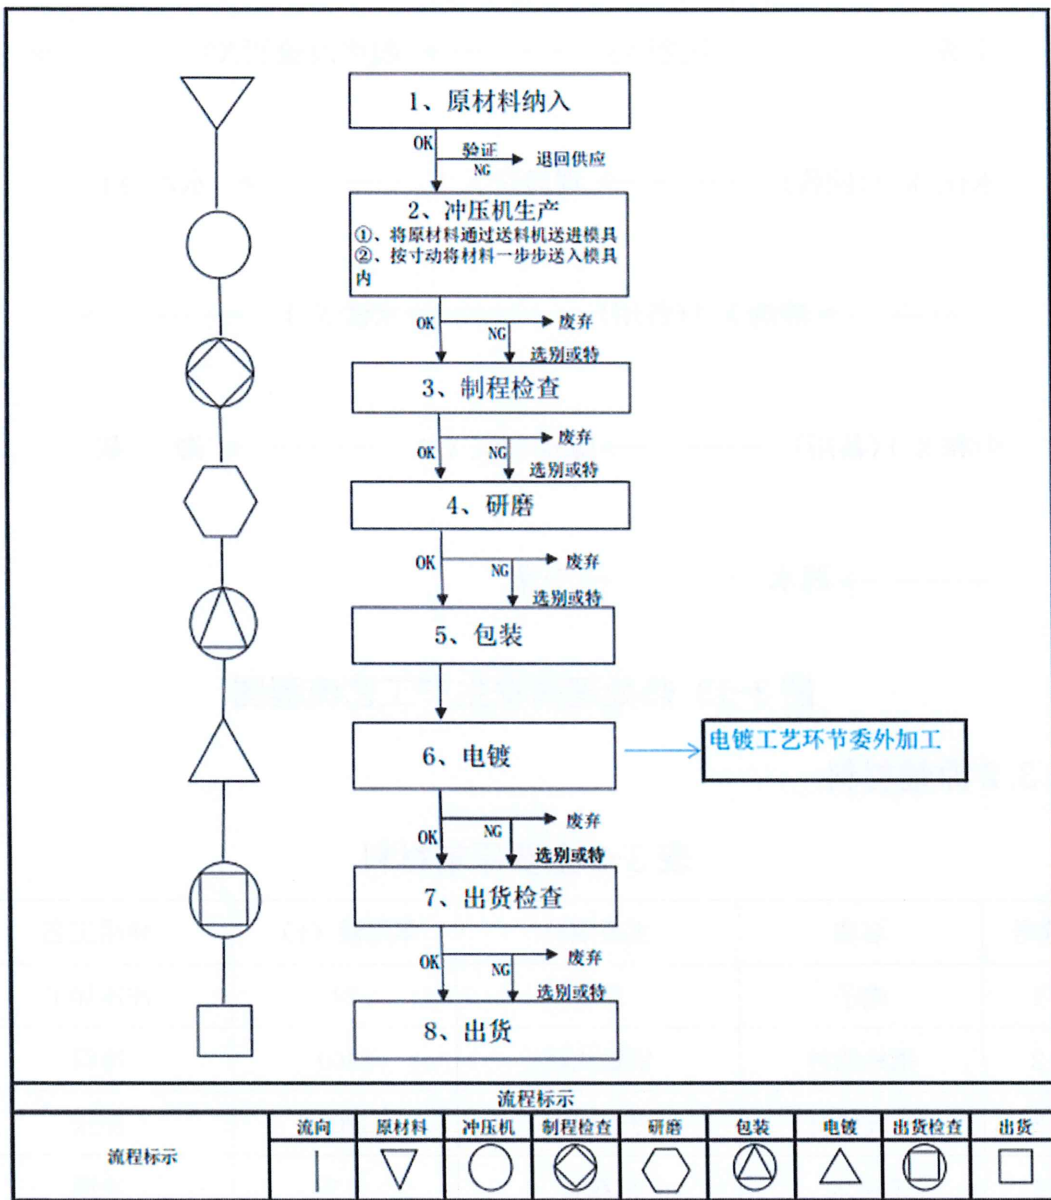 1、原材料纳入
OK
验证
NG
退回供应
2、冲压机生产
①、将原材料通过送料机送进模具
②、按寸动将材料一步步送入模具
内
OK
NG
废弃
选别或特
3、制程检查
OK
NG
废弃
选别或特
4、研磨
OK
NG
废弃
选别或特
5、包装
6、电镀
电镀工艺环节委外加工
OK
NG
废弃
选别或特
7、出货检查
OK
NG
废弃
选别或特
8、出货
流程标示
流程标示
流向 原材料 冲压机 制程检查 研磨 包装 电镀 出货检查 出货